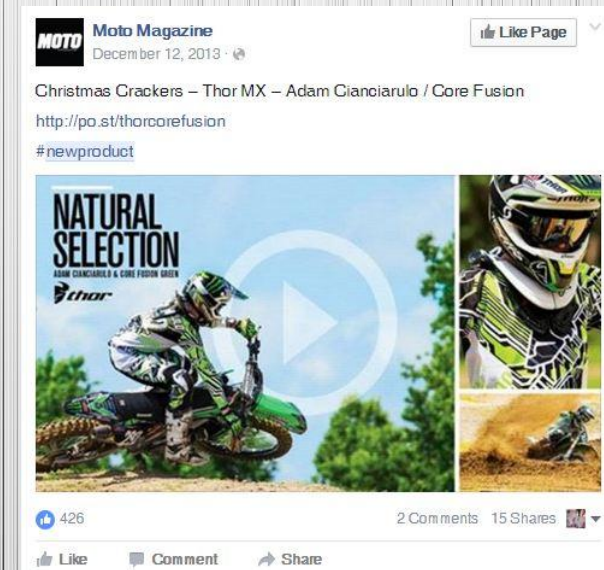 MOTO
Moto Magazine
December 12, 2013
Like Page
Christmas Crackers – Thor MX – Adam Cianciarulo / Core Fusion
http://po.st/thorcorefusion
#newproduct
NATURAL
SELECTION
ADAM CIANCIARULO & CORE FUSION GREEN
thor
THOR
426
2 Comments 15 Shares
Like Comment Share